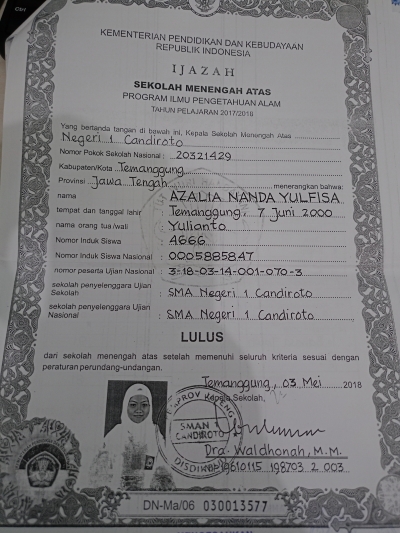 KEMENTERIAN PENDIDIKAN DAN KEBUDAYAAN
REPUBLIK INDONESIA
IJAZAH
SEKOLAH MENENGAH ATAS
PROGRAM ILMU PENGETAHUAN ALAM
TAHUN PELAJARAN 2017/2018
Yang bertanda tangan di bawah ini, Kepala Sekolah Menengah Atas
Negeri 1 Candiroto
Nomor Pokok Sekolah Nasional : 20321429
Kabupaten/Kota Temanggung
Provinsi Jawa Tengah menerangkan bahwa:
nama : AZALIA NANDA YULFISA
tempat dan tanggal lahir : Temanggung, 7 Juni 2000
nama orang tua/wali : Yulianto
Nomor Induk Siswa : 4666
Nomor Induk Siswa Nasional : 0005885847
nomor peserta Ujian Nasional : 3-18-03-14-001-070-3
sekolah penyelenggara Ujian Sekolah : SMA Negeri 1 Candiroto
sekolah penyelenggara Ujian Nasional : SMA Negeri 1 Candiroto
LULUS
dari sekolah menengah atas setelah memenuhi seluruh kriteria sesuai dengan
peraturan perundang-undangan.
Temanggung, 03 Mei 2018
Kepala Sekolah,
SMAN 1
CANDIROTO
Dra. Waldhonah, M.M.
19610115 198703 2 003
DN-Ma/06 030013577